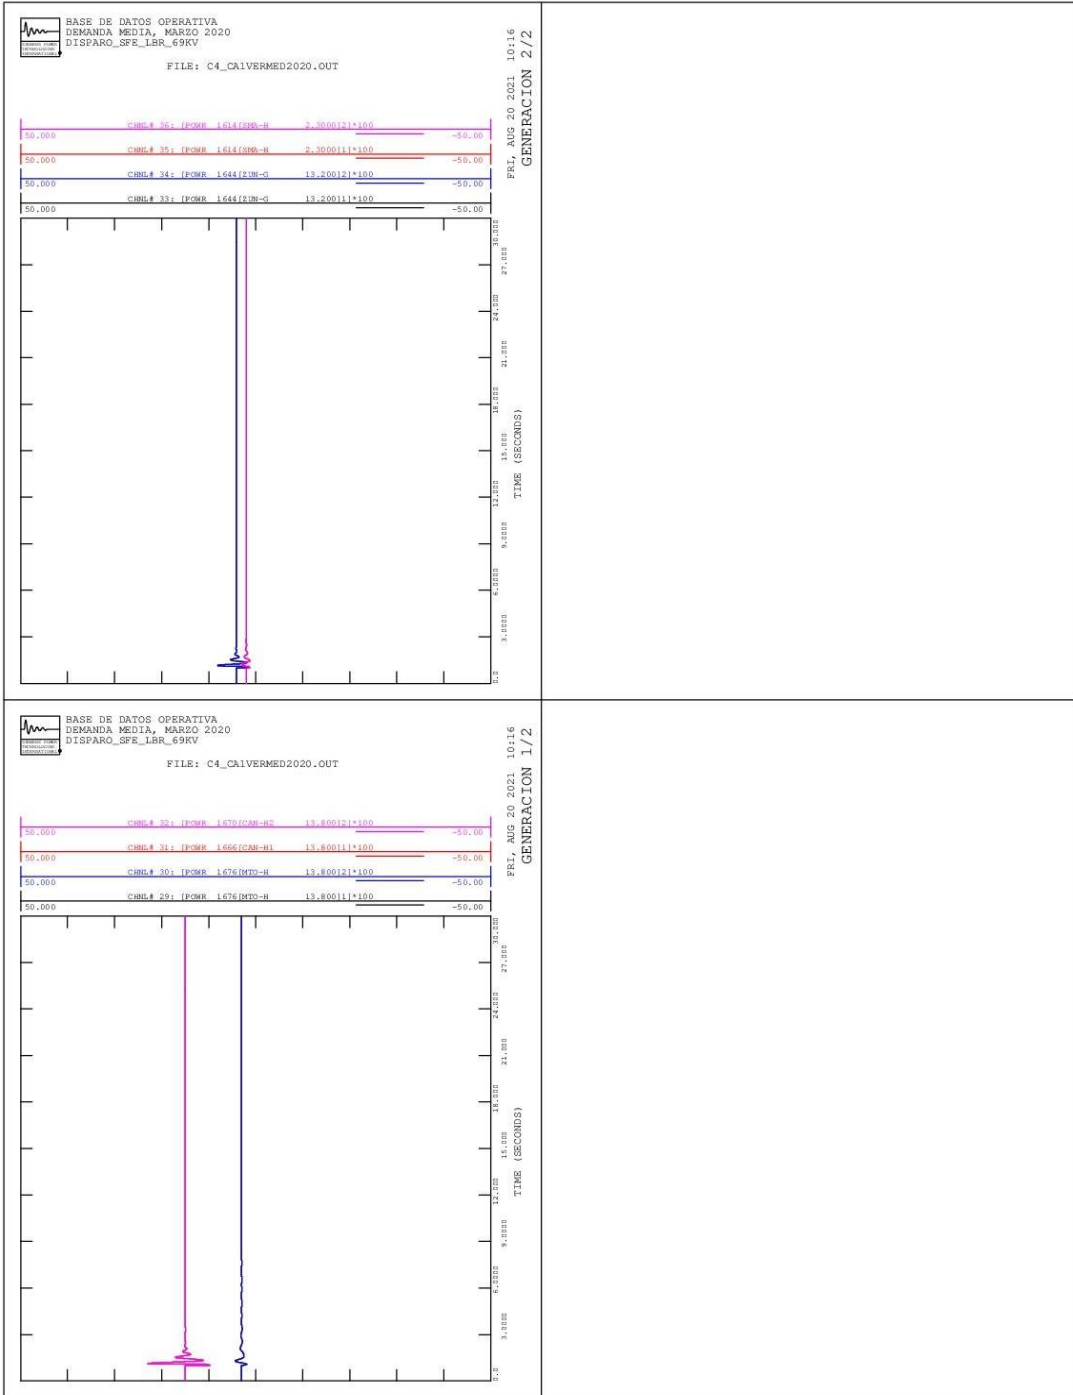 BASE DE DATOS OPERATIVA
DEMANDA MEDIA, MARZO 2020
DISPARO_SFE_LBR_69KV
FILE: C4_CA1VERMED2020.OUT
CHNL# 36: [POWR 1614[SMA-H 2.3000]2]*100
50.000 -50.00
CHNL# 35: [POWR 1614[SMA-H 2.3000]1]*100
50.000 -50.00
CHNL# 34: [POWR 1644[ZUN-G 13.200]2]*100
50.000 -50.00
CHNL# 33: [POWR 1644[ZUN-G 13.200]1]*100
50.000 -50.00
FRI, AUG 20 2021 10:16
GENERACION 2/2
30.000
27.000
24.000
21.000
18.000
15.000
12.000
9.0000
6.0000
3.0000
0.0
TIME (SECONDS)
BASE DE DATOS OPERATIVA
DEMANDA MEDIA, MARZO 2020
DISPARO_SFE_LBR_69KV
FILE: C4_CA1VERMED2020.OUT
CHNL# 32: [POWR 1670[CAN-H2 13.800]2]*100
50.000 -50.00
CHNL# 31: [POWR 1666[CAN-H1 13.800]1]*100
50.000 -50.00
CHNL# 30: [POWR 1676[MTO-H 13.800]2]*100
50.000 -50.00
CHNL# 29: [POWR 1676[MTO-H 13.800]1]*100
50.000 -50.00
FRI, AUG 20 2021 10:16
GENERACION 1/2
30.000
27.000
24.000
21.000
18.000
15.000
12.000
9.0000
6.0000
3.0000
0.0
TIME (SECONDS)